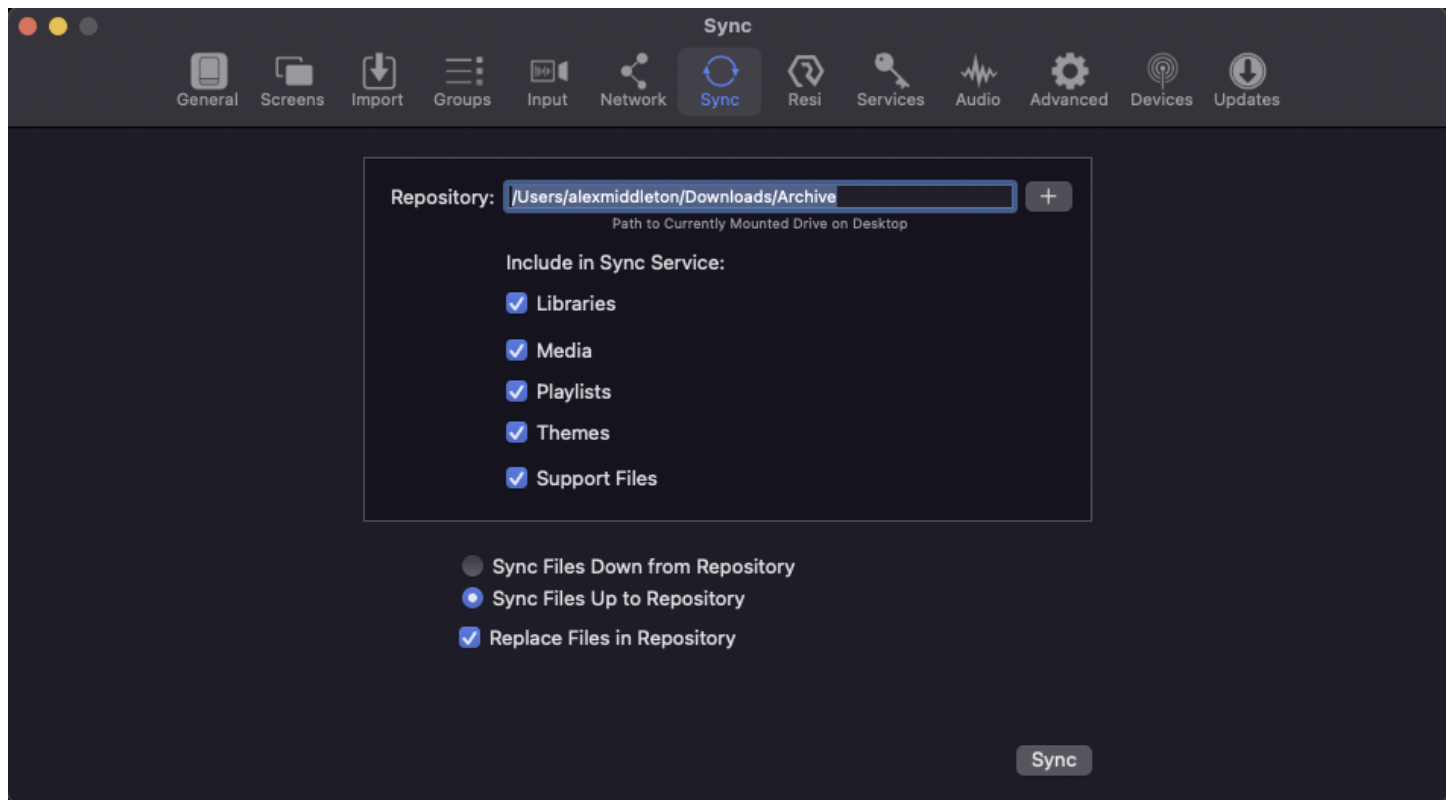 Sync
General Screens Import Groups Input Network Sync Resi Services Audio Advanced Devices Updates
Repository: /Users/alexmiddleton/Downloads/Archive +
Path to Currently Mounted Drive on Desktop
Include in Sync Service:
Libraries
Media
Playlists
Themes
Support Files
Sync Files Down from Repository
Sync Files Up to Repository
Replace Files in Repository
Sync